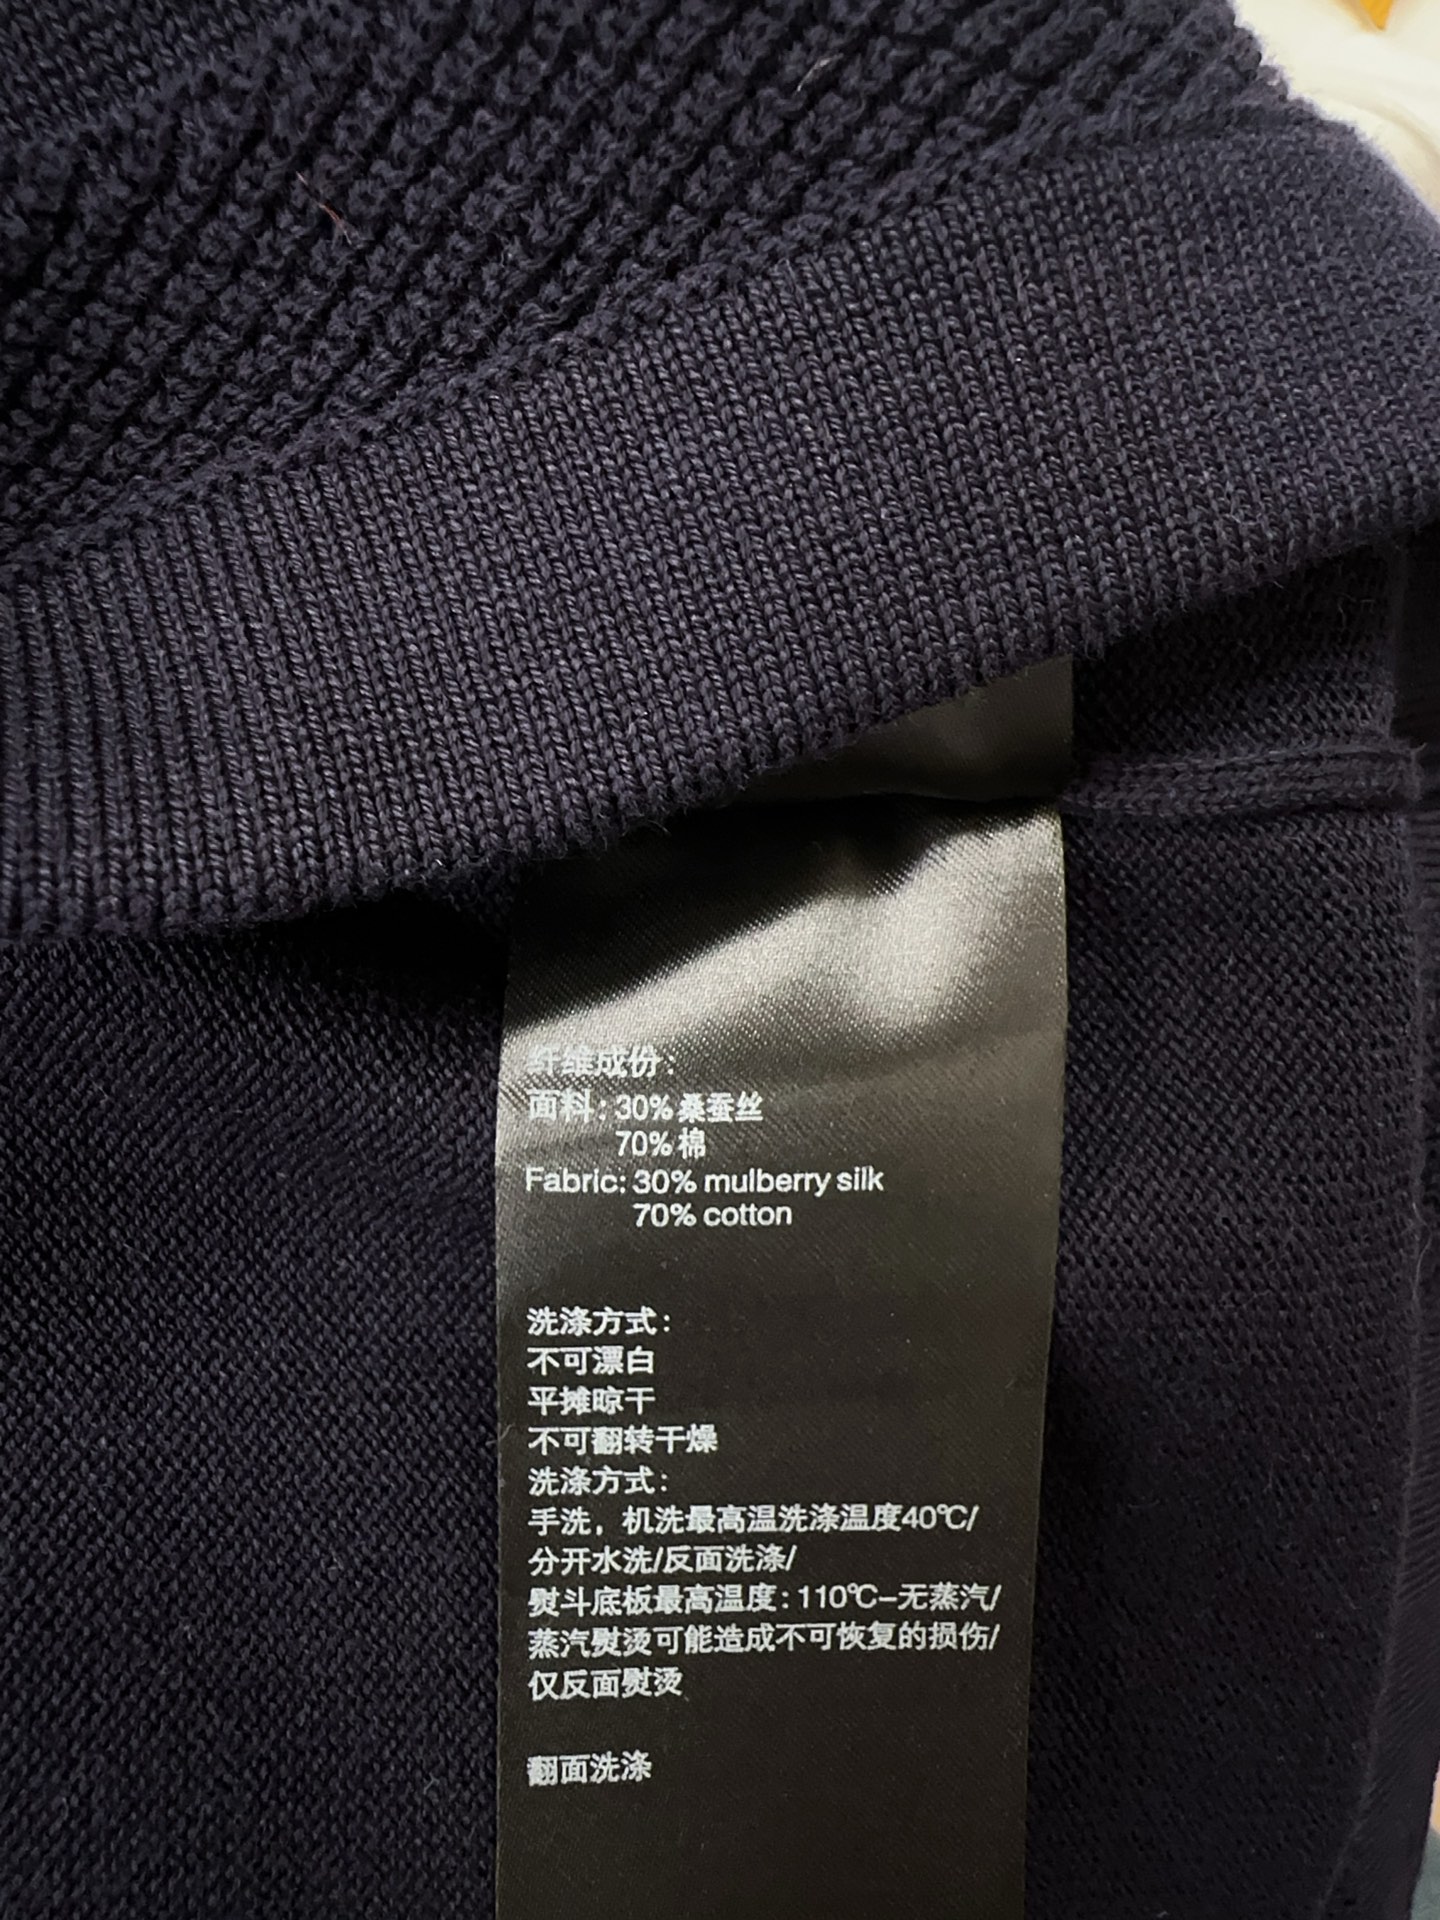 纤维成份：
面料：30%桑蚕丝
70%棉
Fabric: 30% mulberry silk
70% cotton
洗涤方式：
不可漂白
平摊晾干
不可翻转干燥
洗涤方式：
手洗，机洗最高温洗涤温度40℃/
分开水洗/反面洗涤/
熨斗底板最高温度：110℃-无蒸汽/
蒸汽熨烫可能造成不可恢复的损伤/
仅反面熨烫
翻面洗涤